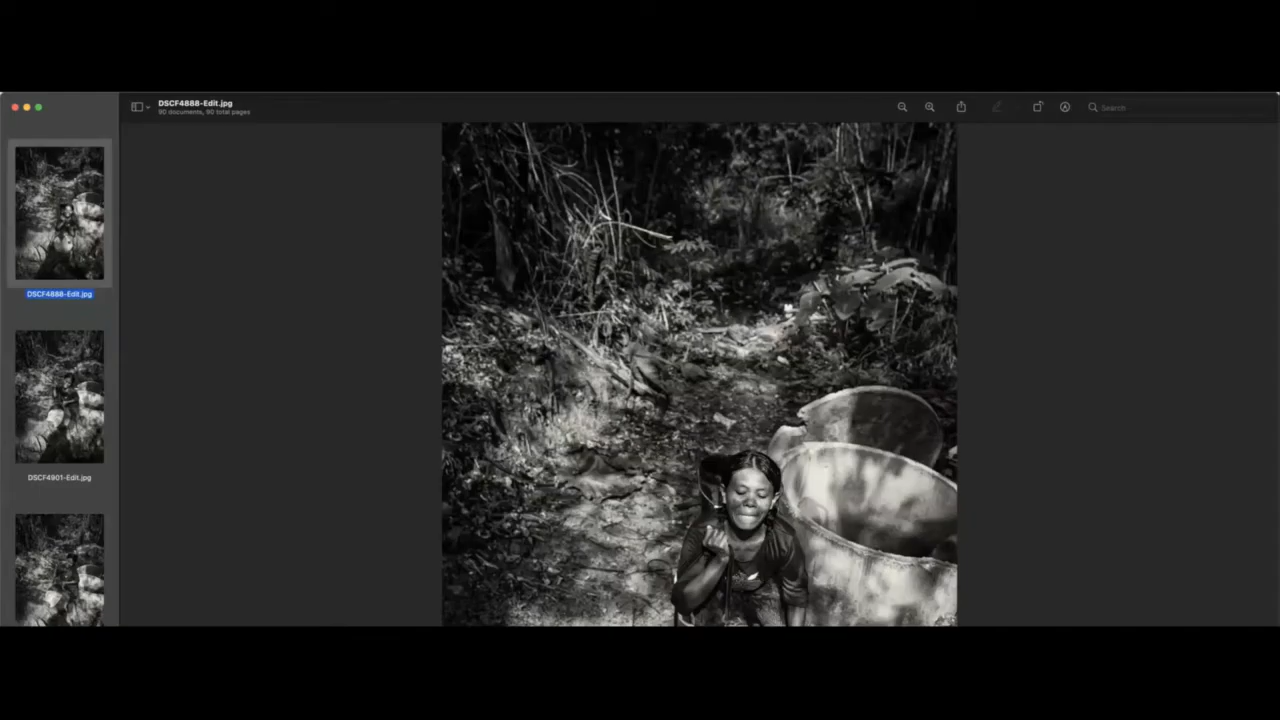 DSCF4888-Edit.jpg
90 documents, 90 total pages
Search
DSCF4888-Edit.jpg
DSCF4901-Edit.jpg